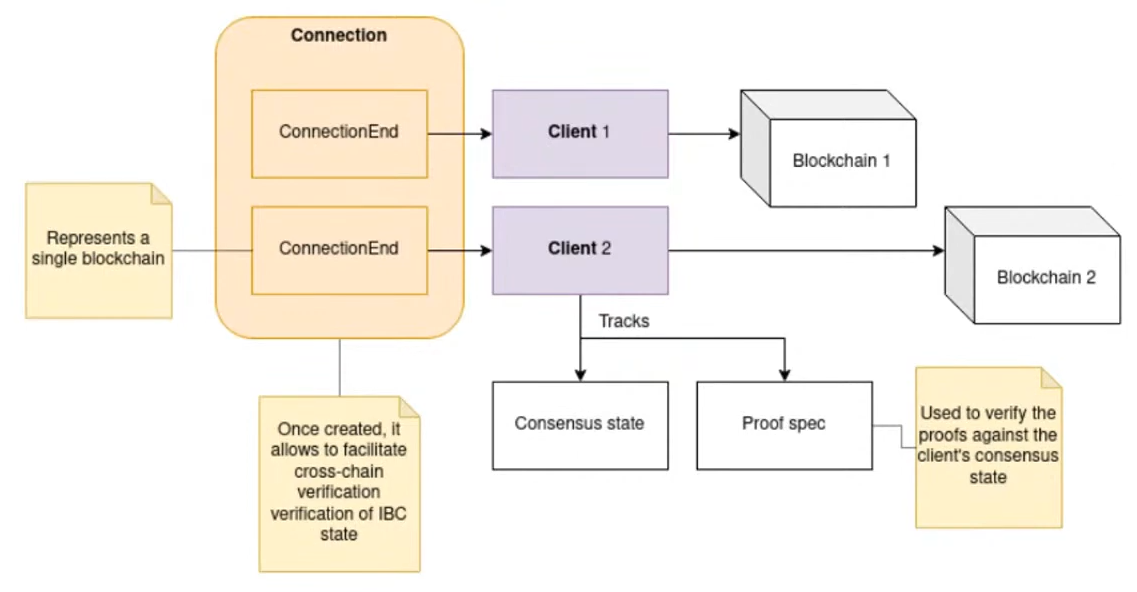 Connection
ConnectionEnd
Client 1
Blockchain 1
Represents a
single blockchain
ConnectionEnd
Client 2
Blockchain 2
Tracks
Consensus state
Proof spec
Used to verify the
proofs against the
client's consensus
state
Once created, it
allows to facilitate
cross-chain
verification
verification of IBC
state